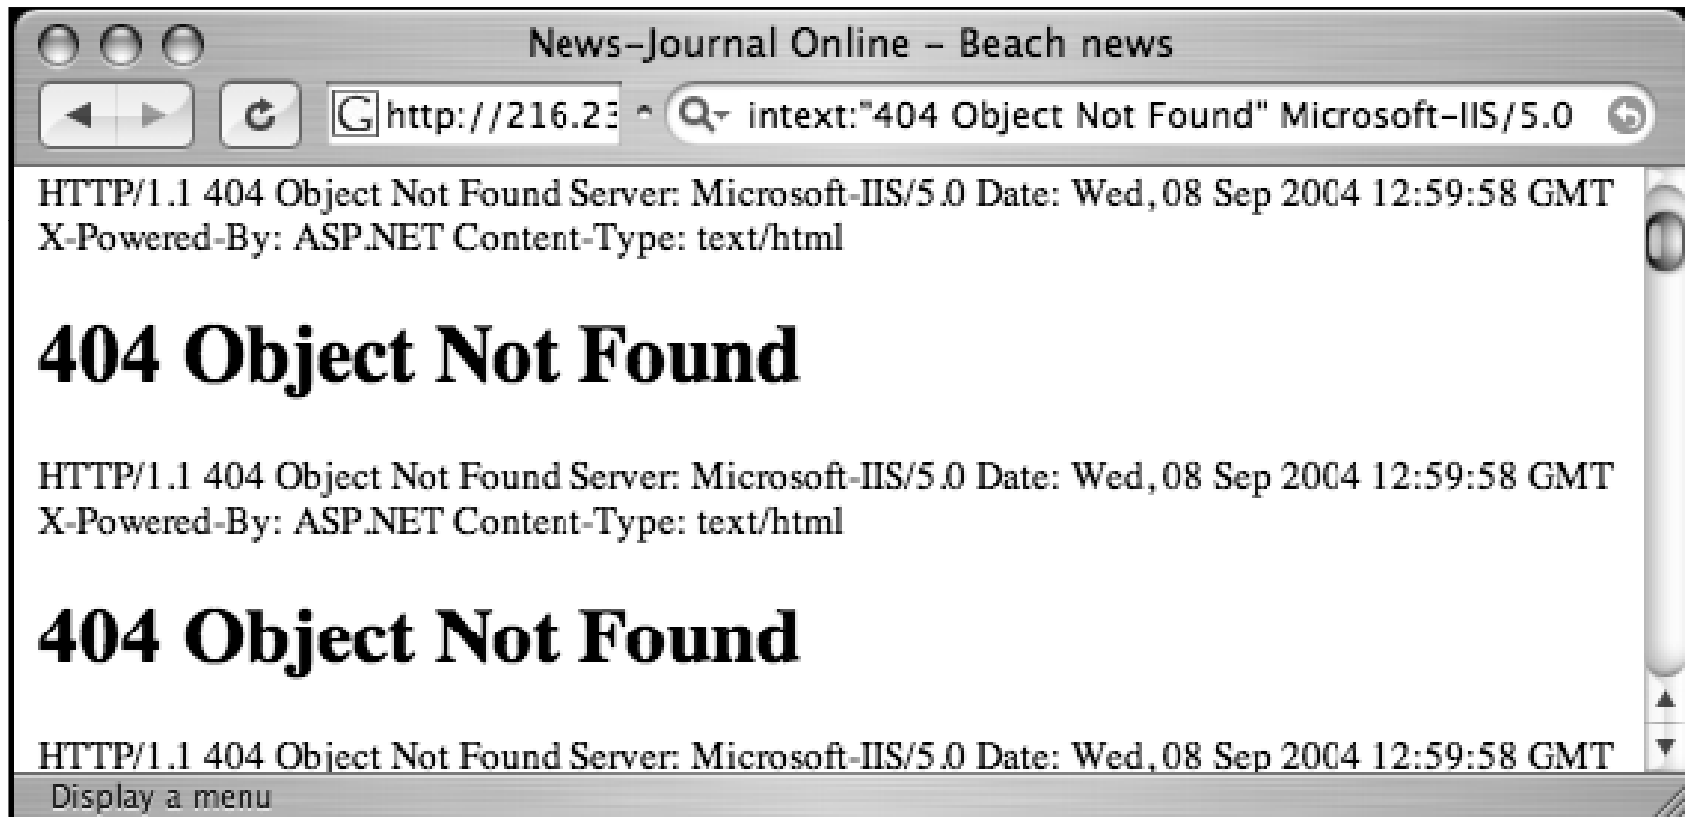 News-Journal Online - Beach news
http://216.23 intext:"404 Object Not Found" Microsoft-IIS/5.0
HTTP/1.1 404 Object Not Found Server: Microsoft-IIS/5.0 Date: Wed, 08 Sep 2004 12:59:58 GMT
X-Powered-By: ASP.NET Content-Type: text/html
404 Object Not Found
HTTP/1.1 404 Object Not Found Server: Microsoft-IIS/5.0 Date: Wed, 08 Sep 2004 12:59:58 GMT
X-Powered-By: ASP.NET Content-Type: text/html
404 Object Not Found
HTTP/1.1 404 Object Not Found Server: Microsoft-IIS/5.0 Date: Wed, 08 Sep 2004 12:59:58 GMT
Display a menu